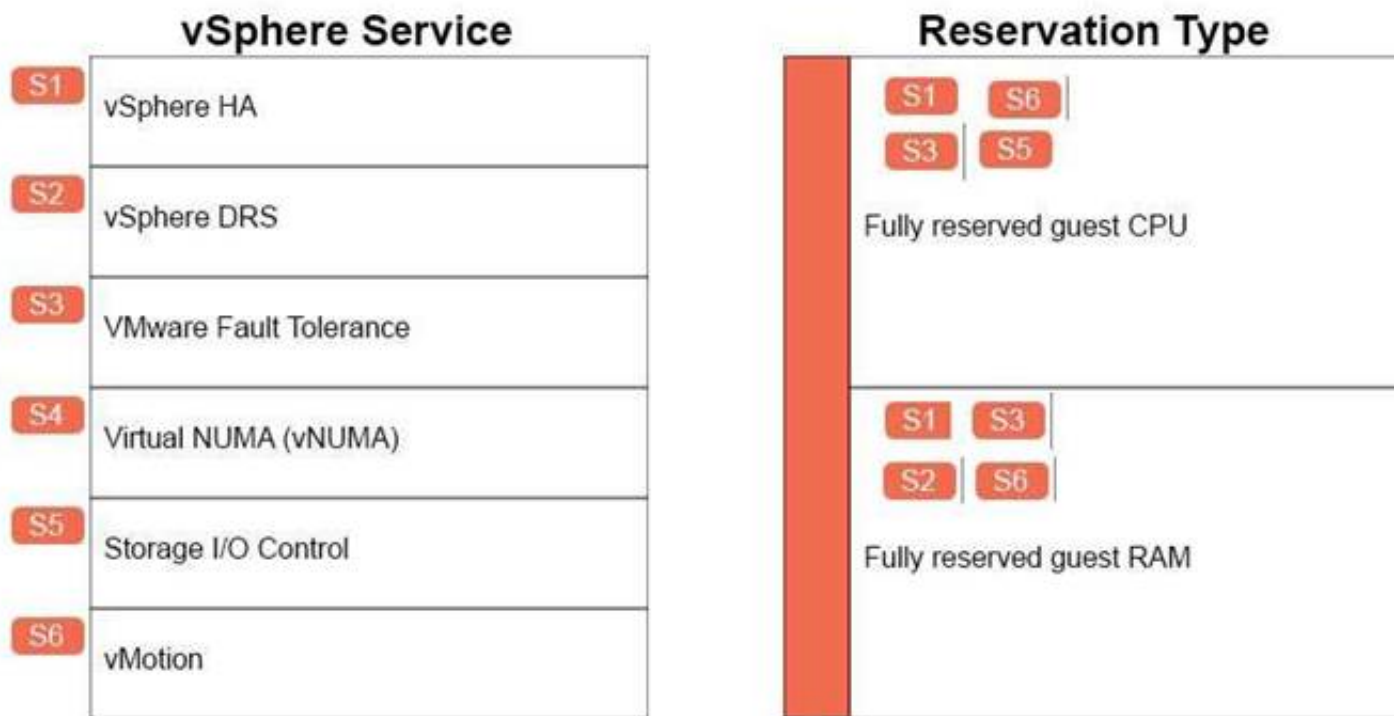 vSphere Service
S1
vSphere HA
S2
vSphere DRS
S3
VMware Fault Tolerance
S4
Virtual NUMA (vNUMA)
S5
Storage I/O Control
S6
vMotion
Reservation Type
S1 S6
S3 S5
Fully reserved guest CPU
S1 S3
S2 S6
Fully reserved guest RAM